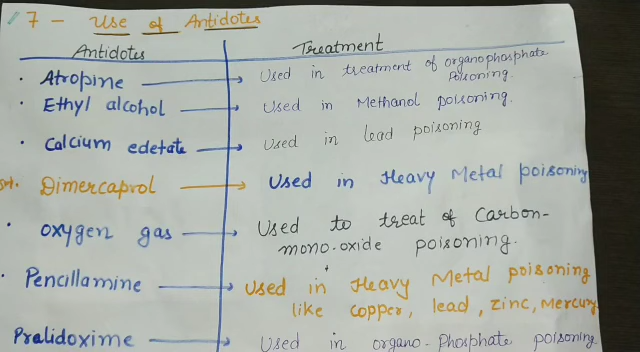 7 - Use of Antidotes
Antidotes Treatment
· Atropine → Used in treatment of organophosphate
Poisoning.
· Ethyl alcohol → Used in Methanol poisoning.
· Calcium edetate → Used in lead poisoning
Dimercaprol → Used in Heavy Metal poisoning
· oxygen gas → Used to treat of Carbon-
mono.oxide poisoning.
· Pencillamine → Used in Heavy Metal poisoning
like copper, lead, zinc, Mercury
Pralidoxime → Used in organo-Phosphate poisoning